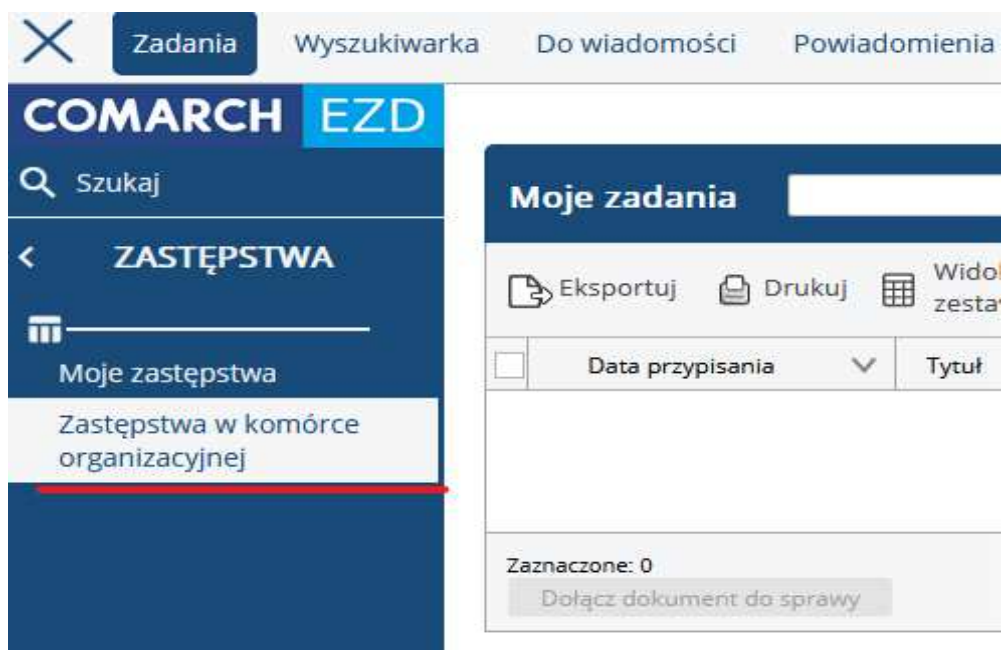 Zadania Wyszukiwarka Do wiadomości Powiadomienia
COMARCH EZD
Szukaj
ZASTĘPSTWA
Moje zastępstwa
Zastępstwa w komórce
organizacyjnej
Moje zadania
Eksportuj Drukuj
Data przypisania Tytuł
Zaznaczone: 0
Dołącz dokument do sprawy